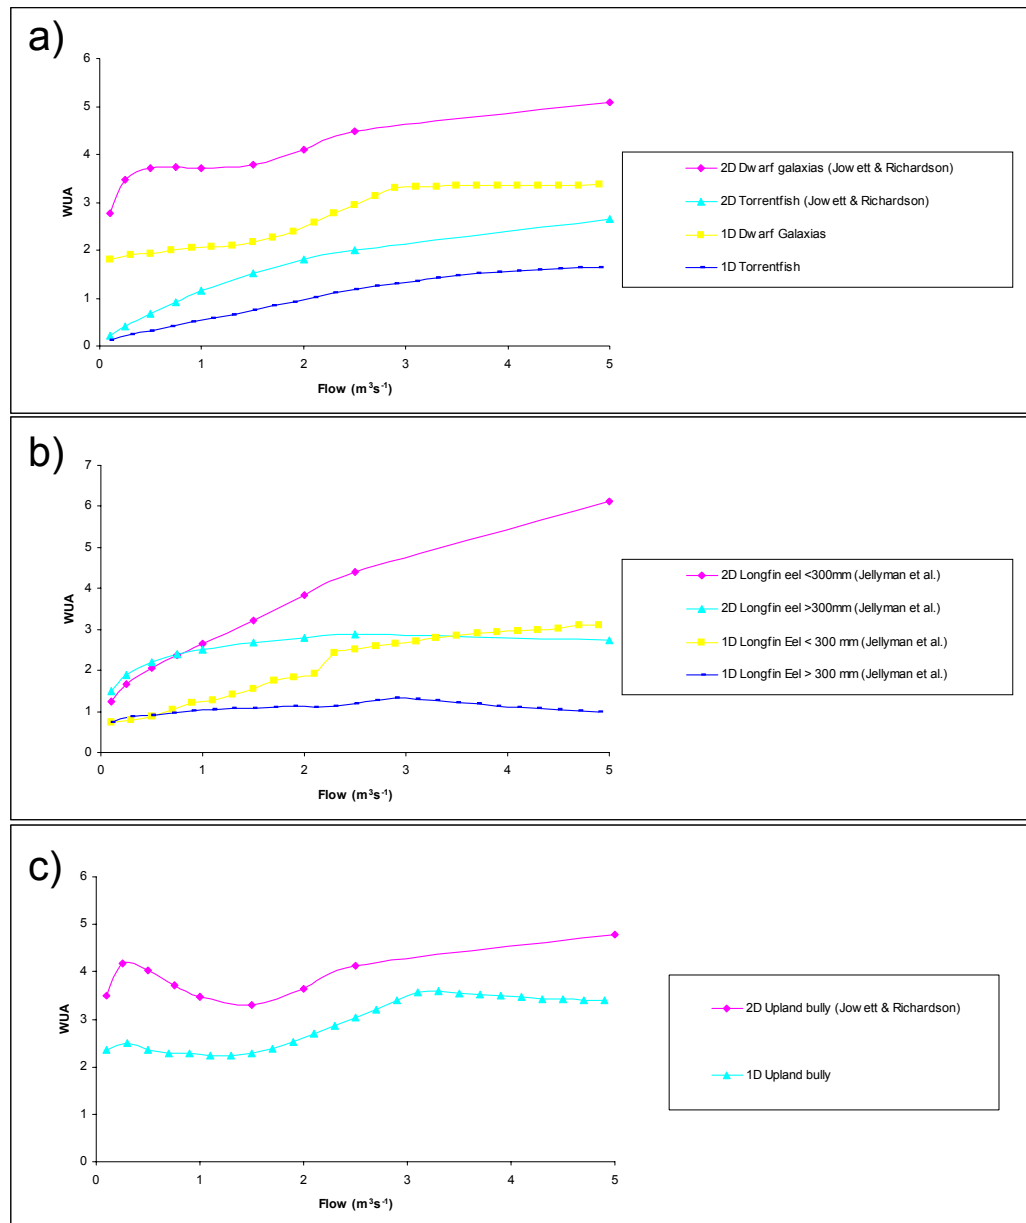 a)
6
5
4
3
2
1
0
WUA
0 1 2 3 4 5
Flow (m³s⁻¹)
2D Dwarf galaxias (Jowett & Richardson)
2D Torrentfish (Jowett & Richardson)
1D Dwarf Galaxias
1D Torrentfish
b)
7
6
5
4
3
2
1
0
WUA
0 1 2 3 4 5
Flow (m³s⁻¹)
2D Longfin eel <300mm (Jellyman et al.)
2D Longfin eel >300mm (Jellyman et al.)
1D Longfin Eel < 300 mm (Jellyman et al.)
1D Longfin Eel > 300 mm (Jellyman et al.)
c)
6
5
4
3
2
1
0
WUA
0 1 2 3 4 5
Flow (m³s⁻¹)
2D Upland bully (Jowett & Richardson)
1D Upland bully